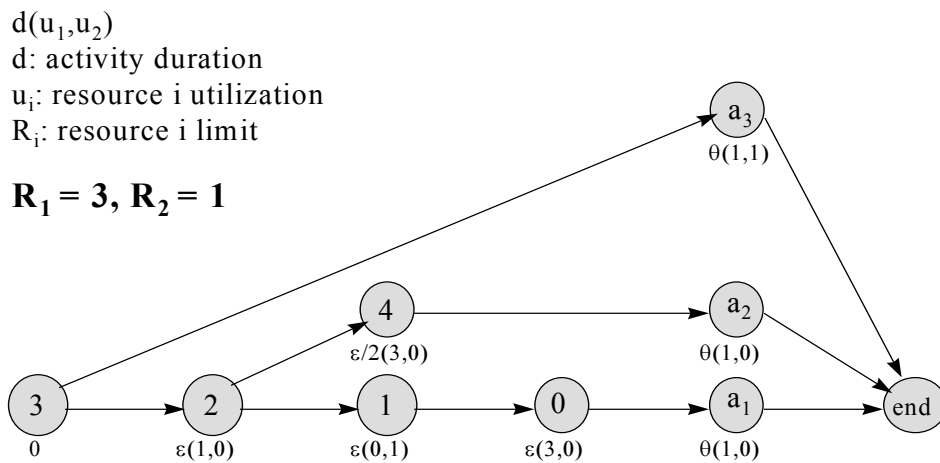 d(u₁,u₂)
d: activity duration
uᵢ: resource i utilization
Rᵢ: resource i limit
R₁ = 3, R₂ = 1
a₃
θ(1,1)
4
ε/2(3,0)
a₂
θ(1,0)
3
0
2
ε(1,0)
1
ε(0,1)
0
ε(3,0)
a₁
θ(1,0)
end